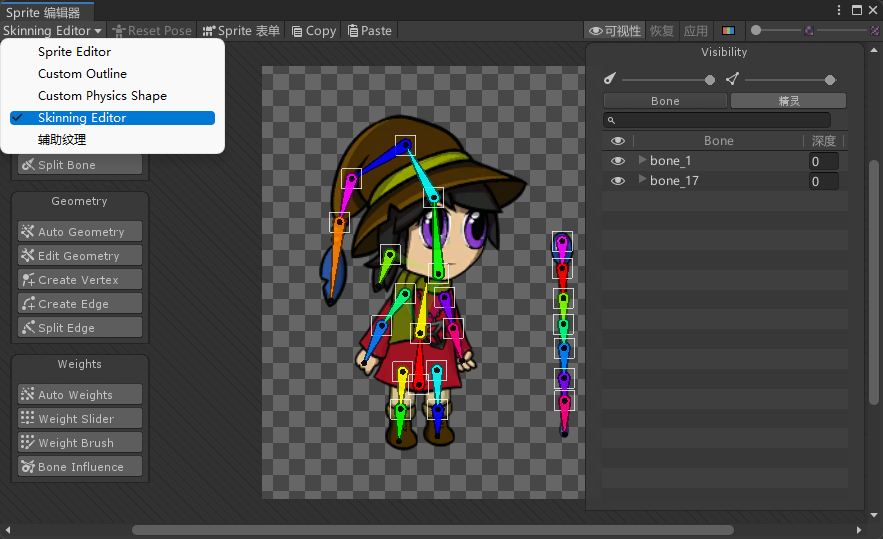 Sprite 编辑器
Skinning Editor
Reset Pose
Sprite 表单
Copy
Paste
可视性
恢复
应用
Sprite Editor
Custom Outline
Custom Physics Shape
Skinning Editor
辅助纹理
Split Bone
Geometry
Auto Geometry
Edit Geometry
Create Vertex
Create Edge
Split Edge
Weights
Auto Weights
Weight Slider
Weight Brush
Bone Influence
Visibility
Bone
精灵
Bone
深度
bone_1
0
bone_17
0